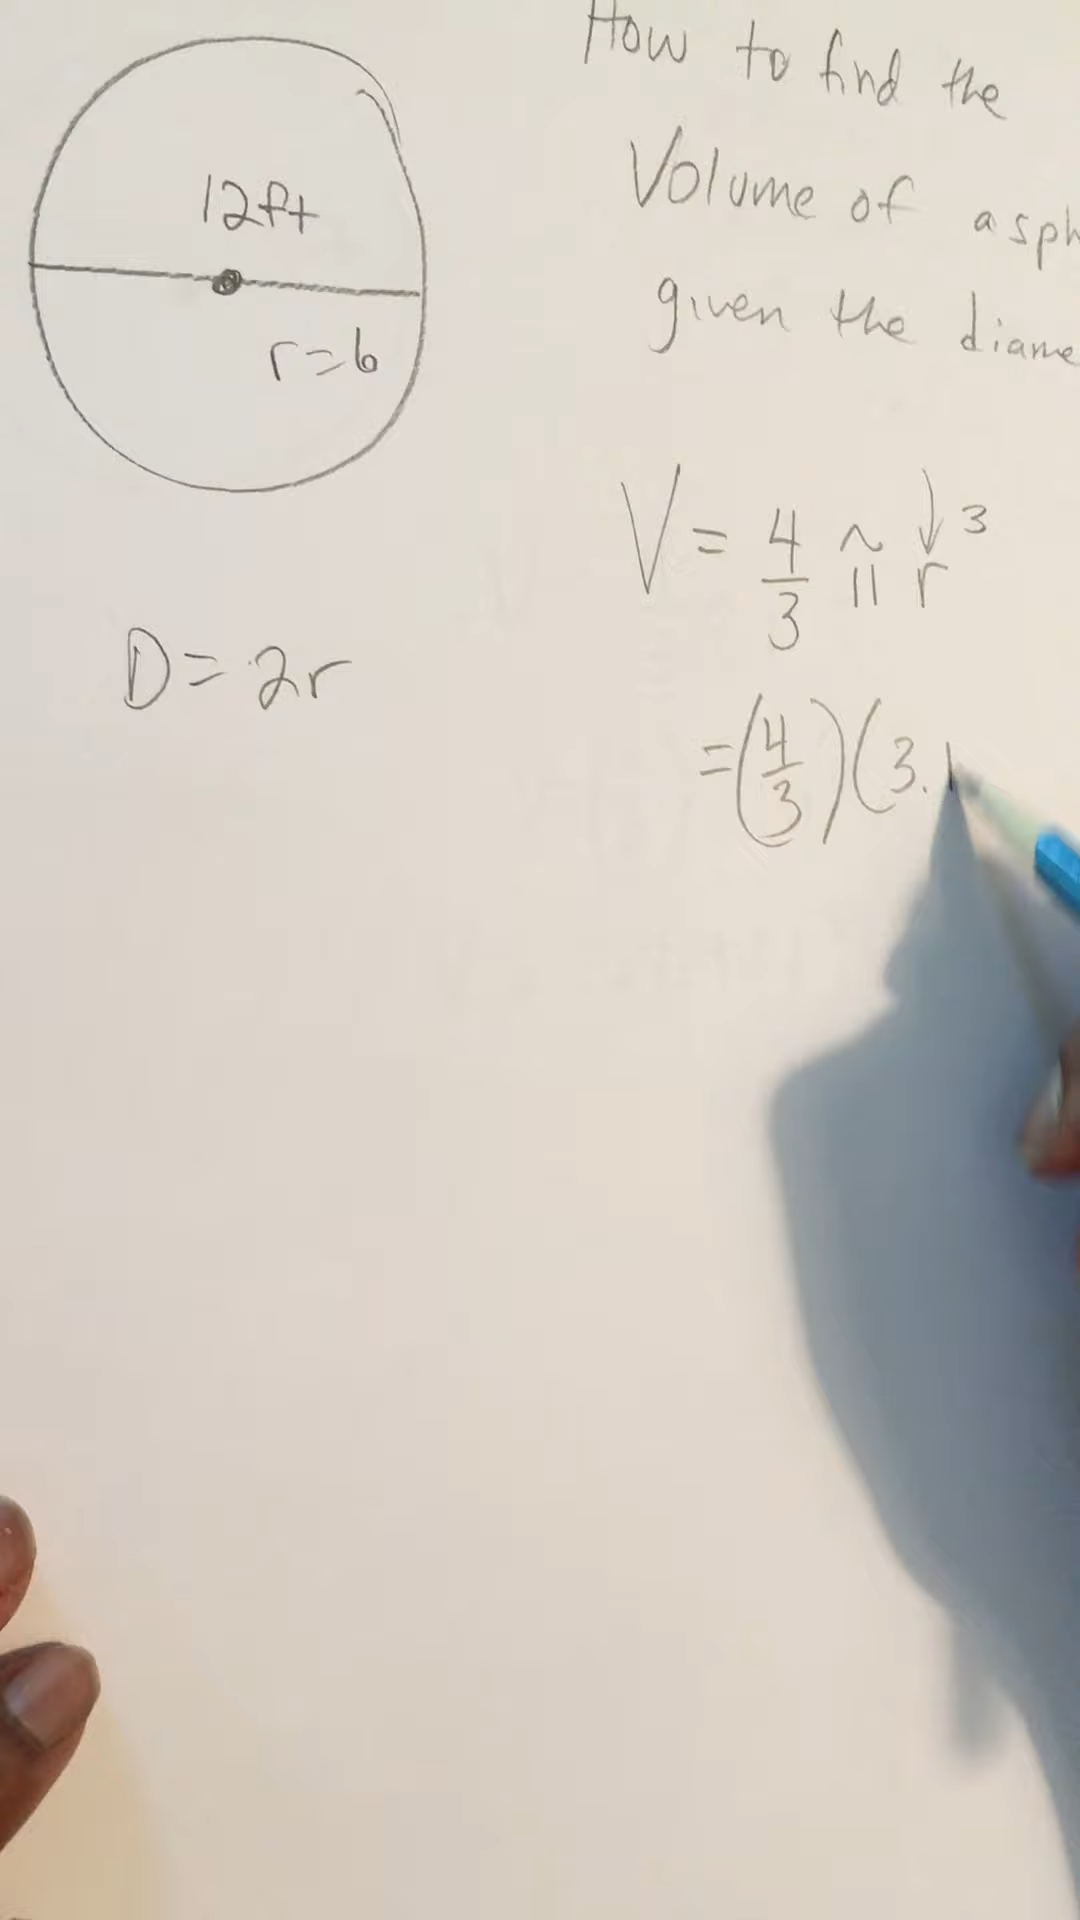 How to find the
Volume of a sph
given the diame
12ft
r=6
V = 4/3 π r³
D = 2r
= (4/3) (3.1